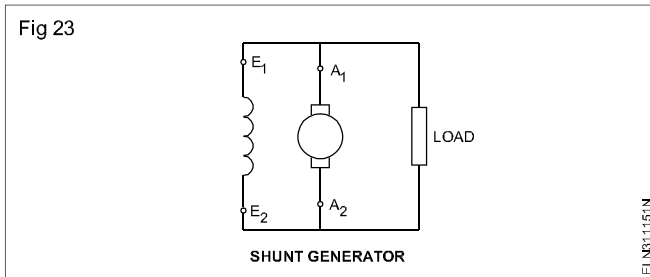 Fig 23
E1
A1
LOAD
E2
A2
SHUNT GENERATOR
ELN311151N